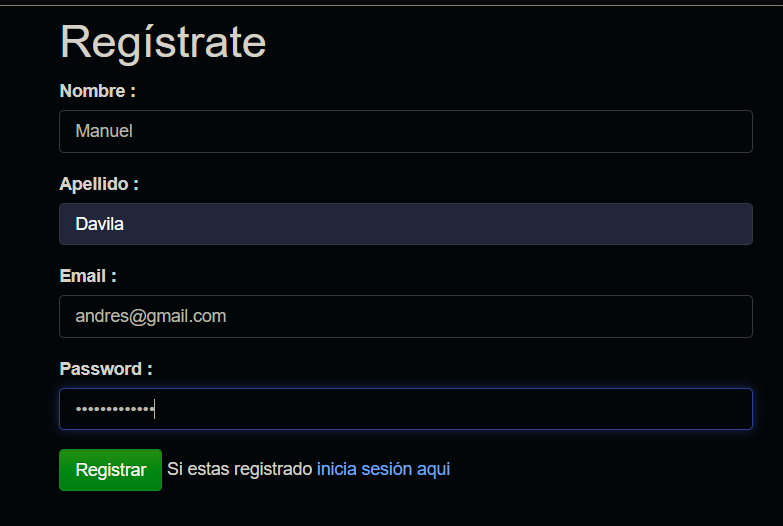 Regístrate
Nombre :
Manuel
Apellido :
Davila
Email :
andres@gmail.com
Password :
•••••••••••••
Registrar Si estas registrado inicia sesión aqui